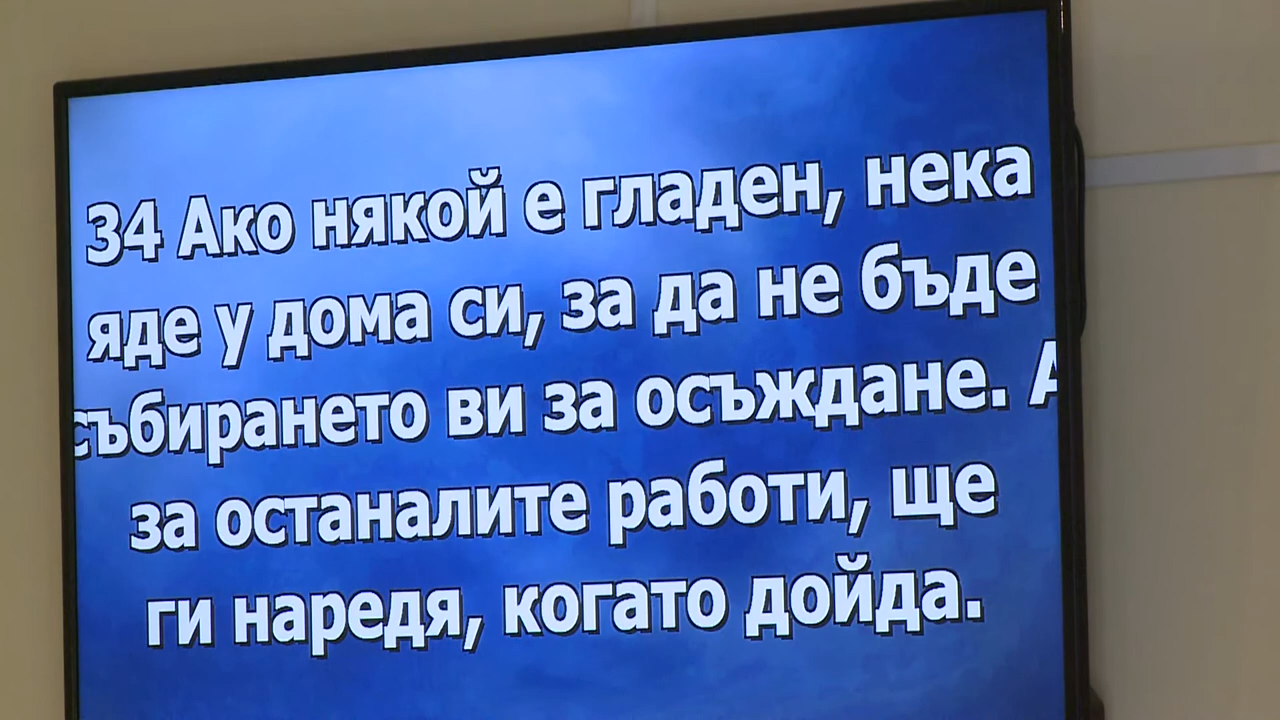 34 Ако някой е гладен, нека
яде у дома си, за да не бъде
събирането ви за осъждане. А
за останалите работи, ще
ги наредя, когато дойда.